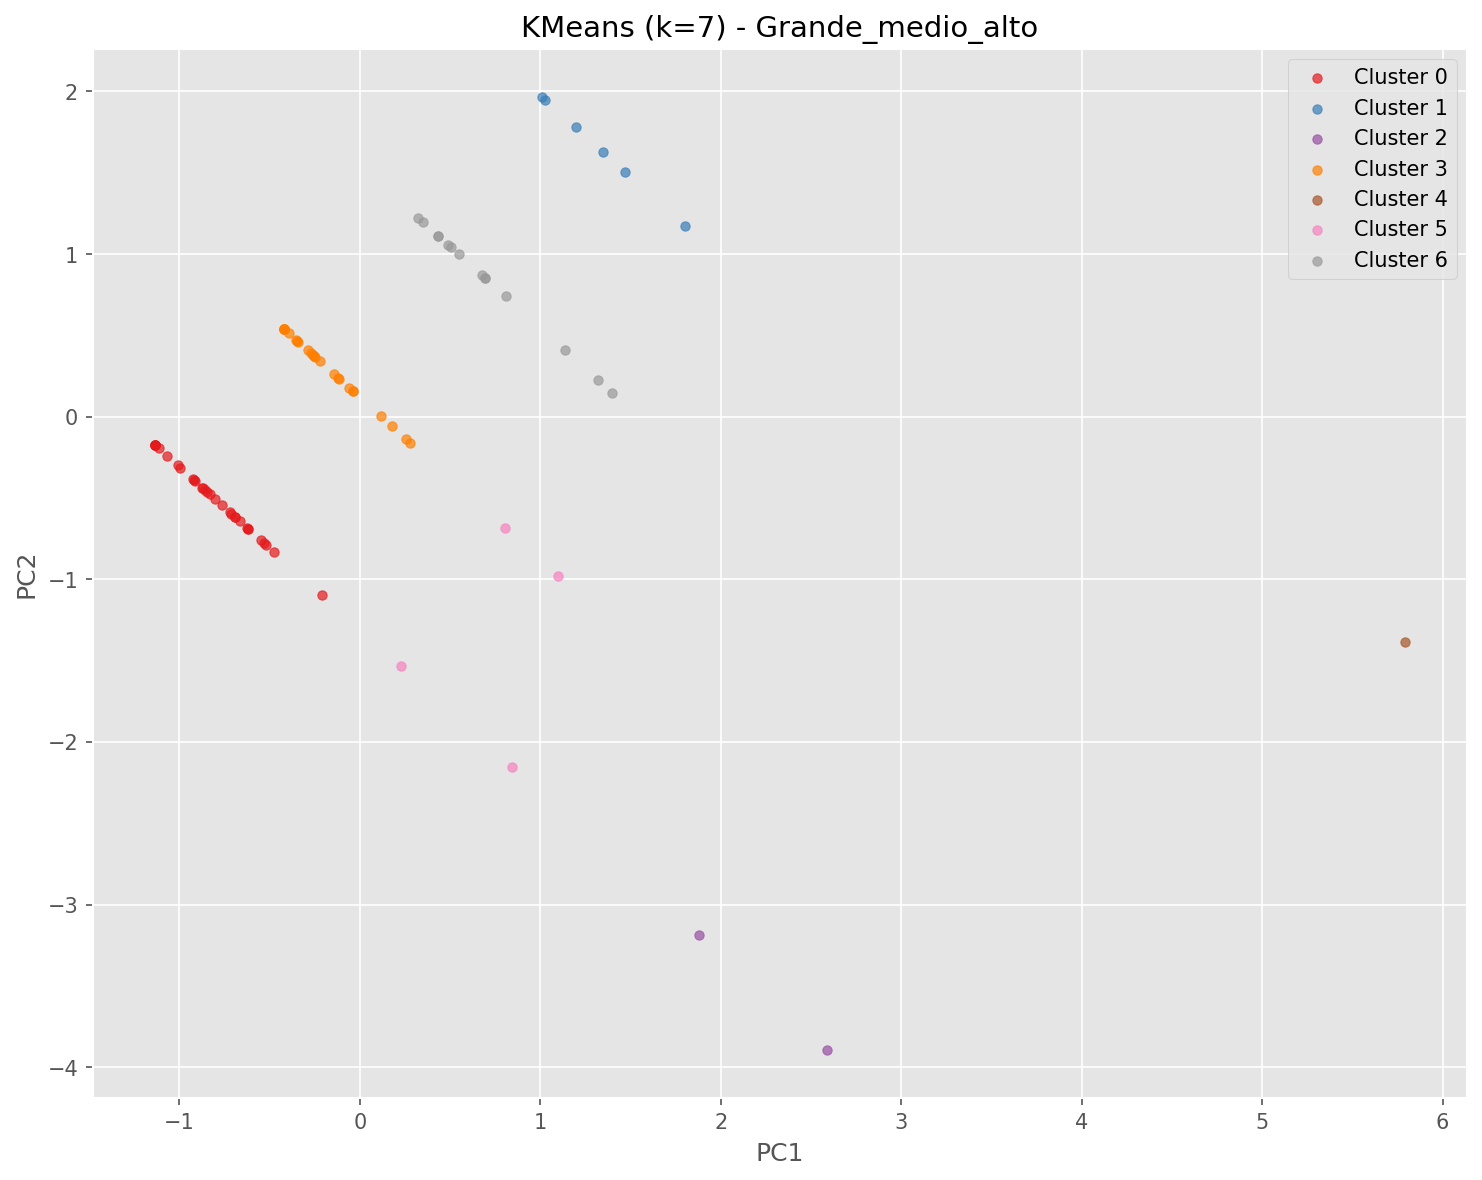 KMeans (k=7) - Grande_medio_alto
Cluster 0
Cluster 1
Cluster 2
Cluster 3
Cluster 4
Cluster 5
Cluster 6
2
1
0
−1
−2
−3
−4
PC2
−1
0
1
2
3
4
5
6
PC1